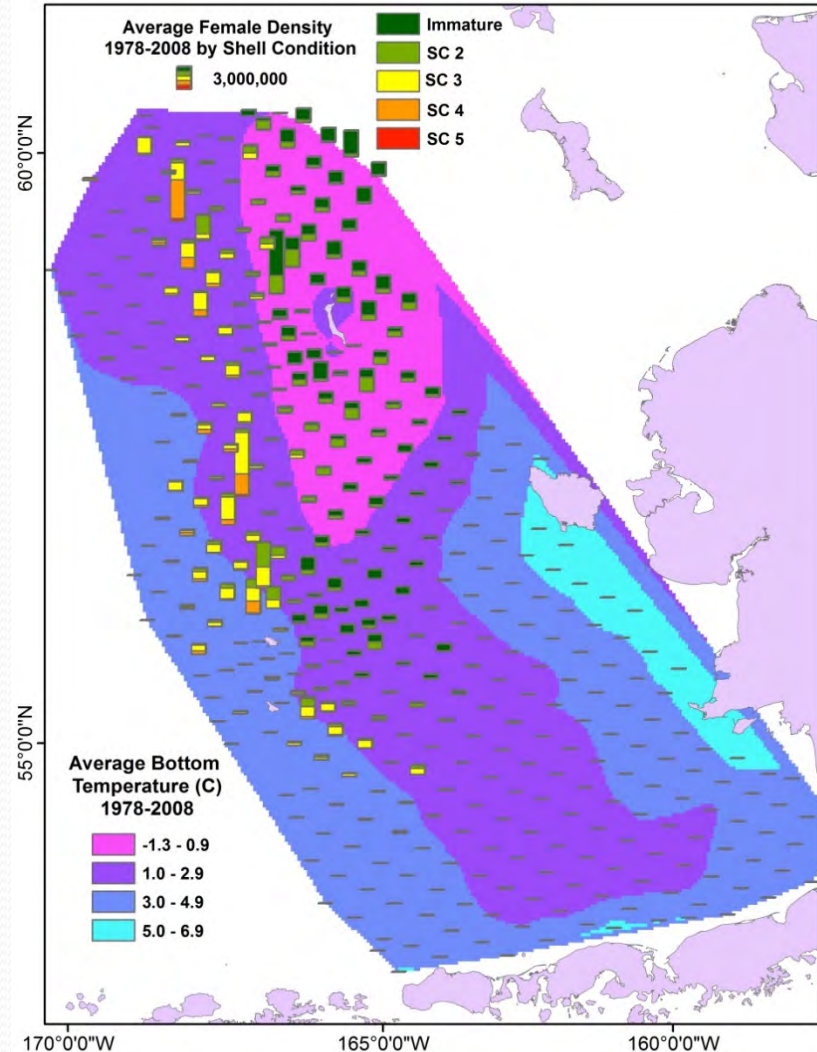 Average Female Density
1978-2008 by Shell Condition
3,000,000
Immature
SC 2
SC 3
SC 4
SC 5
60°0'0"N
55°0'0"N
Average Bottom
Temperature (C)
1978-2008
-1.3 - 0.9
1.0 - 2.9
3.0 - 4.9
5.0 - 6.9
170°0'0"W
165°0'0"W
160°0'0"W